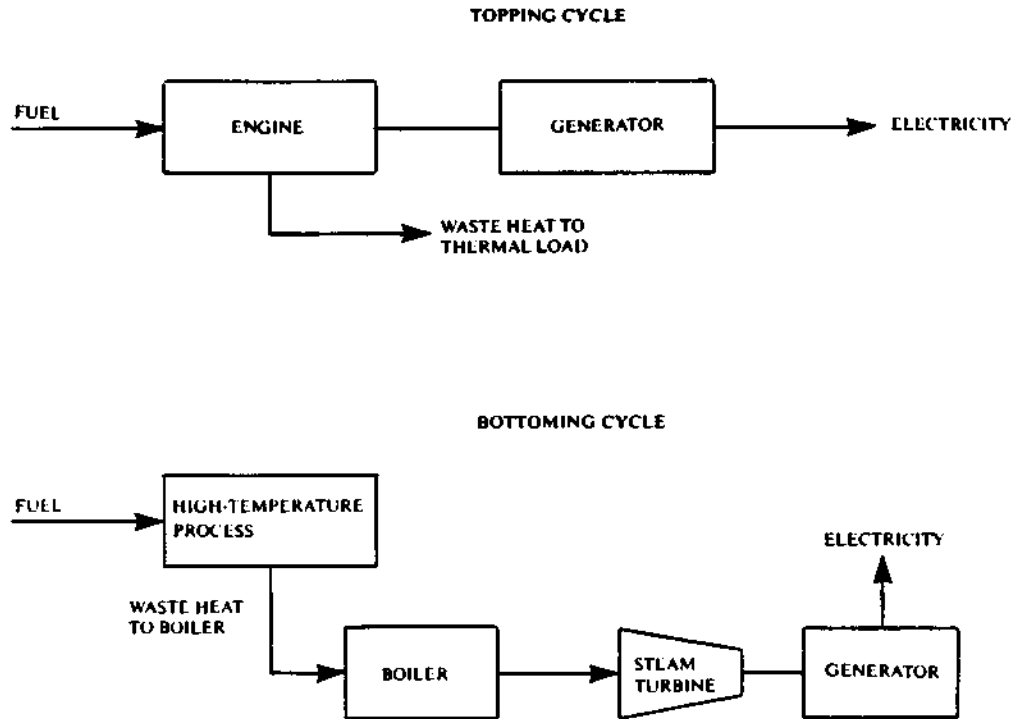 TOPPING CYCLE
FUEL
ENGINE
GENERATOR
ELECTRICITY
WASTE HEAT TO
THERMAL LOAD
BOTTOMING CYCLE
FUEL
HIGH-TEMPERATURE
PROCESS
ELECTRICITY
WASTE HEAT
TO BOILER
BOILER
STEAM
TURBINE
GENERATOR